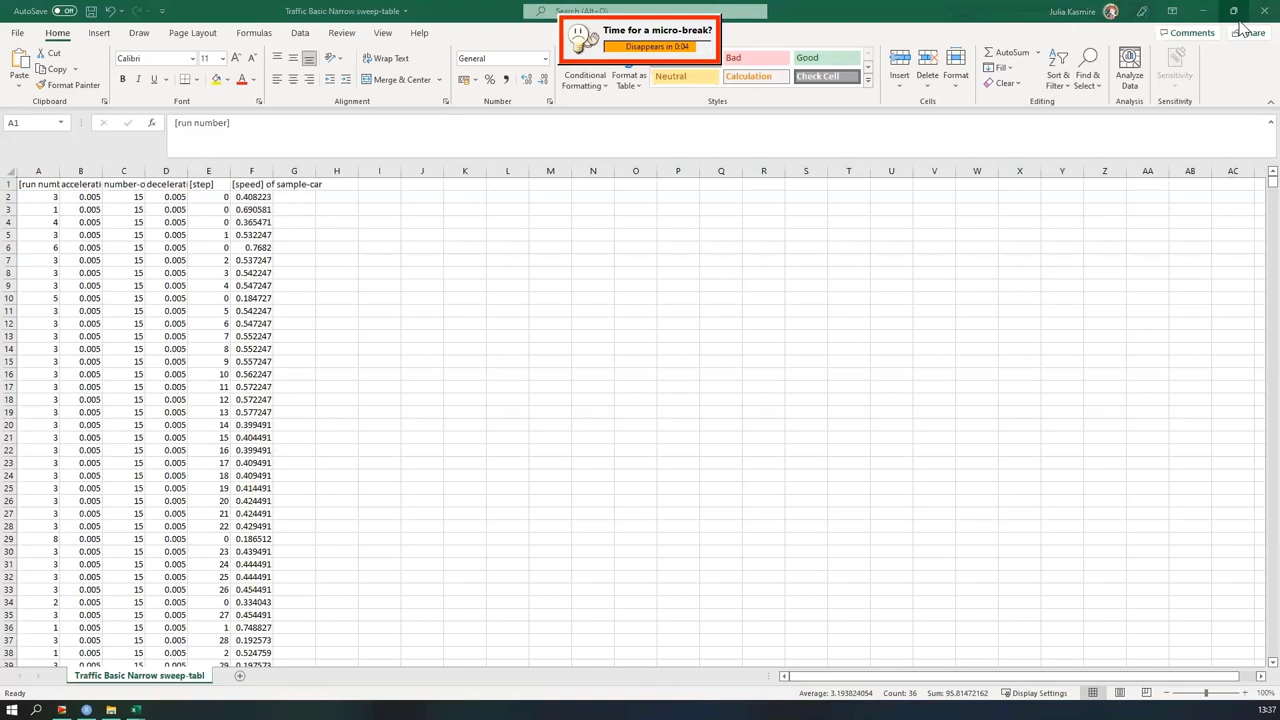 AutoSave Traffic Basic Narrow sweep-table Search (Alt+Q) Julia Kasmire
File Home Insert Draw Page Layout Formulas Data Review View Help Comments Share
Time for a micro-break?
Disappears in 0:04
Paste Cut Copy Format Painter
Clipboard
Calibri 11
B I U
Font
Wrap Text
Merge & Center
Alignment
General
Number
Conditional Formatting Format as Table
Bad Good
Neutral Calculation Check Cell
Styles
Insert Delete Format
Cells
AutoSum Fill Clear Sort & Filter Find & Select
Editing
Analyze Data
Analysis
Sensitivity
Sensitivity
A1 fx [run number]
A B C D E F G H I J K L M N O P Q R S T U V W X Y Z AA AB AC
1 [run numb accelerati number-o decelerati [step] [speed] of sample-car
2 3 0.005 15 0.005 0 0.408223
3 1 0.005 15 0.005 0 0.690581
4 4 0.005 15 0.005 0 0.365471
5 3 0.005 15 0.005 1 0.532247
6 6 0.005 15 0.005 0 0.7682
7 3 0.005 15 0.005 2 0.537247
8 3 0.005 15 0.005 3 0.542247
9 3 0.005 15 0.005 4 0.547247
10 5 0.005 15 0.005 0 0.184727
11 3 0.005 15 0.005 5 0.542247
12 3 0.005 15 0.005 6 0.547247
13 3 0.005 15 0.005 7 0.552247
14 3 0.005 15 0.005 8 0.552247
15 3 0.005 15 0.005 9 0.557247
16 3 0.005 15 0.005 10 0.562247
17 3 0.005 15 0.005 11 0.572247
18 3 0.005 15 0.005 12 0.572247
19 3 0.005 15 0.005 13 0.577247
20 3 0.005 15 0.005 14 0.399491
21 3 0.005 15 0.005 15 0.404491
22 3 0.005 15 0.005 16 0.399491
23 3 0.005 15 0.005 17 0.409491
24 3 0.005 15 0.005 18 0.409491
25 3 0.005 15 0.005 19 0.414491
26 3 0.005 15 0.005 20 0.424491
27 3 0.005 15 0.005 21 0.424491
28 3 0.005 15 0.005 22 0.429491
29 8 0.005 15 0.005 0 0.186512
30 3 0.005 15 0.005 23 0.439491
31 3 0.005 15 0.005 24 0.444491
32 3 0.005 15 0.005 25 0.444491
33 3 0.005 15 0.005 26 0.454491
34 2 0.005 15 0.005 0 0.334043
35 3 0.005 15 0.005 27 0.454491
36 1 0.005 15 0.005 1 0.748827
37 3 0.005 15 0.005 28 0.192573
38 1 0.005 15 0.005 2 0.524759
39 3 0.005 15 0.005 29 0.197573
Traffic Basic Narrow sweep-tabl
Ready Average: 3.193824054 Count: 36 Sum: 95.81472162 Display Settings 100%
13:37